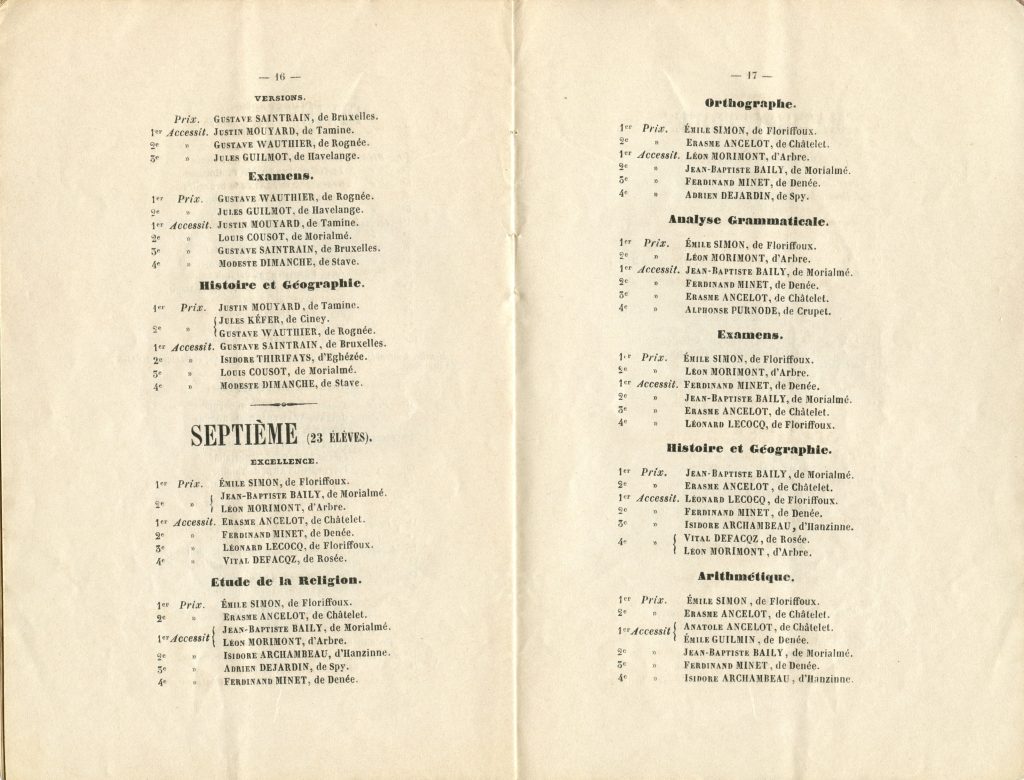 — 16 —
VERSIONS.
Prix. GUSTAVE SAINTRAIN, de Bruxelles.
1er Accessit. JUSTIN MOUYARD, de Tamine.
2e » GUSTAVE WAUTHIER, de Rognée.
3e » JULES GUILMOT, de Havelange.
Examens.
1er Prix. GUSTAVE WAUTHIER, de Rognée.
2e » JULES GUILMOT, de Havelange.
1er Accessit. JUSTIN MOUYARD, de Tamine.
2e » LOUIS COUSOT, de Morialmé.
3e » GUSTAVE SAINTRAIN, de Bruxelles.
4e » MODESTE DIMANCHE, de Stave.
Histoire et Géographie.
1er Prix. JUSTIN MOUYARD, de Tamine.
2e » { JULES KÉFER, de Ciney.
GUSTAVE WAUTHIER, de Rognée.
1er Accessit. GUSTAVE SAINTRAIN, de Bruxelles.
2e » ISIDORE THIRIFAYS, d'Eghézée.
3e » LOUIS COUSOT, de Morialmé.
4e » MODESTE DIMANCHE, de Stave.
SEPTIÈME (23 ÉLÈVES).
EXCELLENCE.
1er Prix. ÉMILE SIMON, de Floriffoux.
2e » { JEAN-BAPTISTE BAILY, de Morialmé.
LÉON MORIMONT, d'Arbre.
1er Accessit. ERASME ANCELOT, de Châtelet.
2e » FERDINAND MINET, de Denée.
3e » LÉONARD LECOCQ, de Floriffoux.
4e » VITAL DEFACQZ, de Rosée.
Etude de la Religion.
1er Prix. ÉMILE SIMON, de Floriffoux.
2e » ERASME ANCELOT, de Châtelet.
1er Accessit { JEAN-BAPTISTE BAILY, de Morialmé.
LÉON MORIMONT, d'Arbre.
2e » ISIDORE ARCHAMBEAU, d'Hanzinne.
3e » ADRIEN DEJARDIN, de Spy.
4e » FERDINAND MINET, de Denée.
— 17 —
Orthographe.
1er Prix. ÉMILE SIMON, de Floriffoux.
2e » ERASME ANCELOT, de Châtelet.
1er Accessit. LÉON MORIMONT, d'Arbre.
2e » JEAN-BAPTISTE BAILY, de Morialmé.
3e » FERDINAND MINET, de Denée.
4e » ADRIEN DEJARDIN, de Spy.
Analyse Grammaticale.
1er Prix. ÉMILE SIMON, de Floriffoux.
2e » LÉON MORIMONT, d'Arbre.
1er Accessit. JEAN-BAPTISTE BAILY, de Morialmé.
2e » FERDINAND MINET, de Denée.
3e » ERASME ANCELOT, de Châtelet.
4e » ALPHONSE PURNODE, de Crupet.
Examens.
1er Prix. ÉMILE SIMON, de Floriffoux.
2e » LÉON MORIMONT, d'Arbre.
1er Accessit. FERDINAND MINET, de Denée.
2e » JEAN-BAPTISTE BAILY, de Morialmé.
3e » ERASME ANCELOT, de Châtelet.
4e » LÉONARD LECOCQ, de Floriffoux.
Histoire et Géographie.
1er Prix. JEAN-BAPTISTE BAILY, de Morialmé.
2e » ERASME ANCELOT, de Châtelet.
1er Accessit. LÉONARD LECOCQ, de Floriffoux.
2e » FERDINAND MINET, de Denée.
3e » ISIDORE ARCHAMBEAU, d'Hanzinne.
4e » { VITAL DEFACQZ, de Rosée.
LEON MORIMONT, d'Arbre.
Arithmétique.
1er Prix. ÉMILE SIMON, de Floriffoux.
2e » ERASME ANCELOT, de Châtelet.
1er Accessit { ANATOLE ANCELOT, de Châtelet.
ÉMILE GUILMIN, de Denée.
2e » JEAN-BAPTISTE BAILY, de Morialmé.
3e » FERDINAND MINET, de Denée.
4e » ISIDORE ARCHAMBEAU, d'Hanzinne.